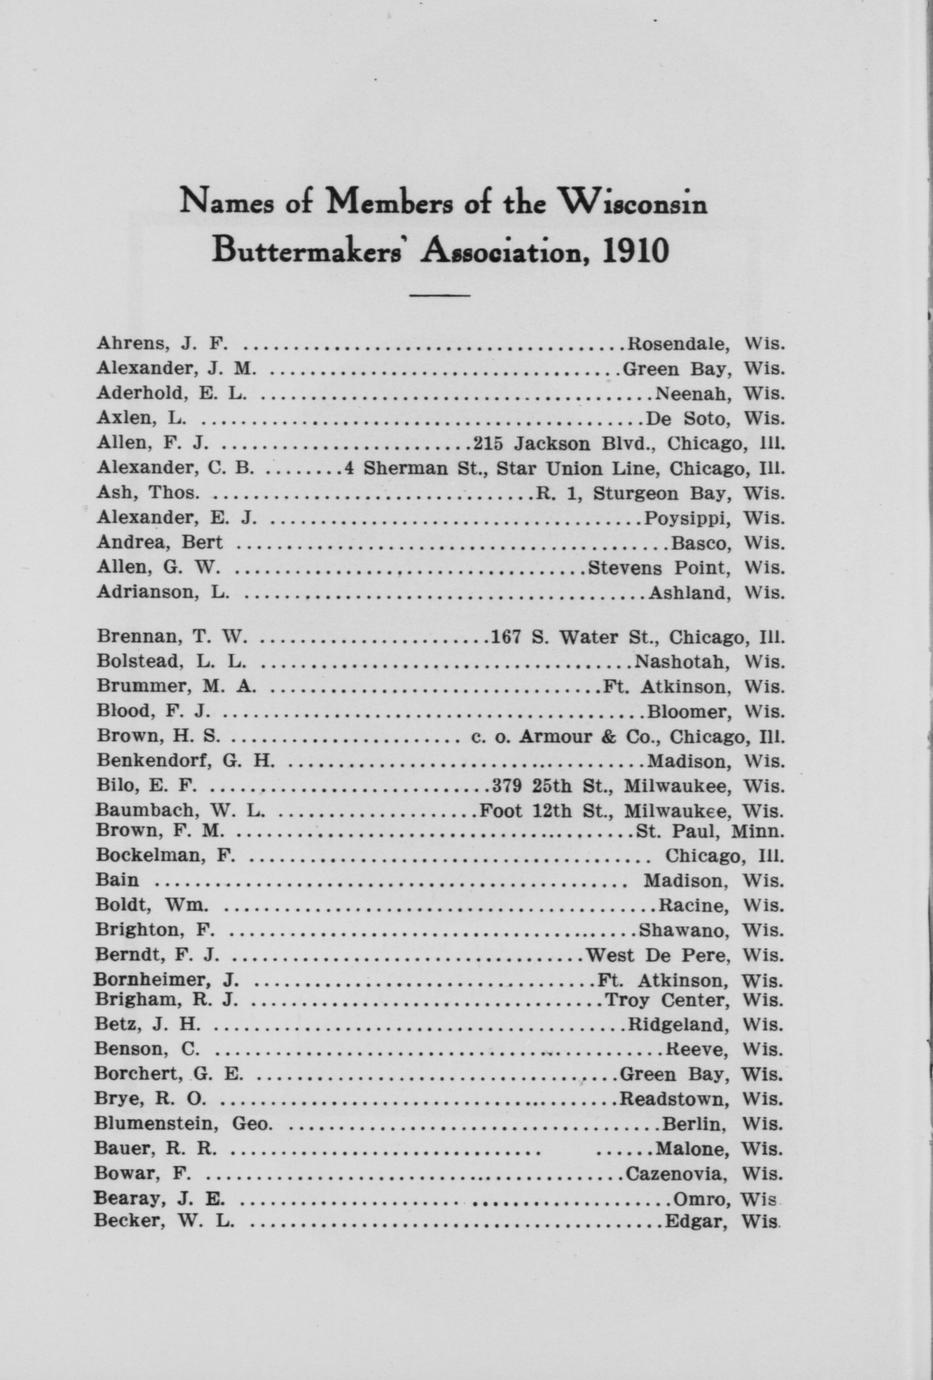 Names of Members of the Wisconsin
Buttermakers' Association, 1910
Ahrens, J. F. ......................................Rosendale, Wis.
Alexander, J. M. ...................................Green Bay, Wis.
Aderhold, E. L. .......................................Neenah, Wis.
Axlen, L. ............................................De Soto, Wis.
Allen, F. J. .........................215 Jackson Blvd., Chicago, Ill.
Alexander, C. B. ........4 Sherman St., Star Union Line, Chicago, Ill.
Ash, Thos. ................................R. 1, Sturgeon Bay, Wis.
Alexander, E. J. .....................................Poysippi, Wis.
Andrea, Bert ...........................................Basco, Wis.
Allen, G. W. ...................................Stevens Point, Wis.
Adrianson, L. ........................................Ashland, Wis.
Brennan, T. W. .......................167 S. Water St., Chicago, Ill.
Bolstead, L. L. .....................................Nashotah, Wis.
Brummer, M. A. .................................Ft. Atkinson, Wis.
Blood, F. J. ..........................................Bloomer, Wis.
Brown, H. S. ....................... c. o. Armour & Co., Chicago, Ill.
Benkendorf, G. H. ...................................Madison, Wis.
Bilo, E. F. ............................379 25th St., Milwaukee, Wis.
Baumbach, W. L. ....................Foot 12th St., Milwaukee, Wis.
Brown, F. M. ........................................St. Paul, Minn.
Bockelman, F. ........................................ Chicago, Ill.
Bain ............................................... Madison, Wis.
Boldt, Wm. ...........................................Racine, Wis.
Brighton, F. .........................................Shawano, Wis.
Berndt, F. J. ...................................West De Pere, Wis.
Bornheimer, J. ..................................Ft. Atkinson, Wis.
Brigham, R. J. ...................................Troy Center, Wis.
Betz, J. H. .........................................Ridgeland, Wis.
Benson, C. .............................................Reeve, Wis.
Borchert, G. E. ....................................Green Bay, Wis.
Brye, R. O. ........................................Readstown, Wis.
Blumenstein, Geo. .....................................Berlin, Wis.
Bauer, R. R. ............................... ......Malone, Wis.
Bowar, F. ..........................................Cazenovia, Wis.
Bearay, J. E. ...................... ....................Omro, Wis.
Becker, W. L. .........................................Edgar, Wis.